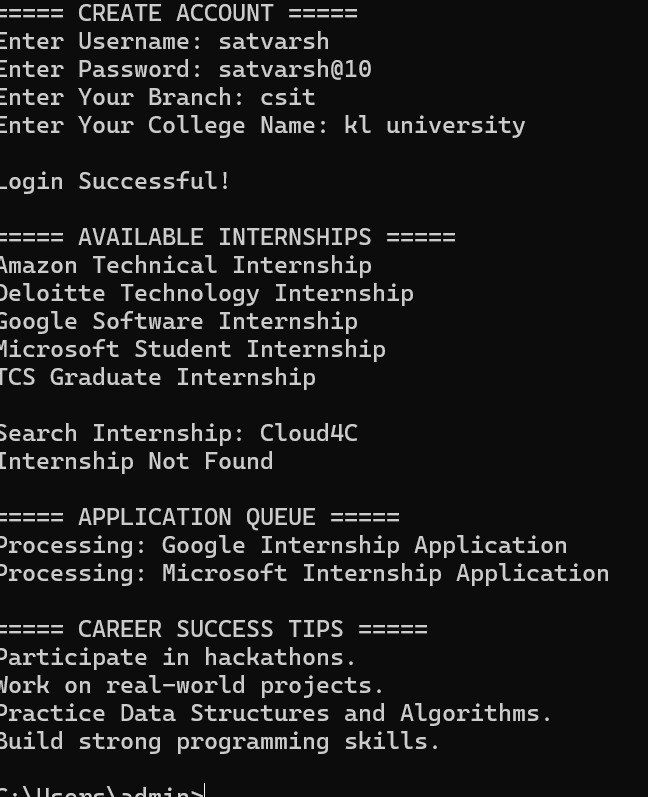 ===== CREATE ACCOUNT =====
Enter Username: satvarsh
Enter Password: satvarsh@10
Enter Your Branch: csit
Enter Your College Name: kl university
Login Successful!
===== AVAILABLE INTERNSHIPS =====
Amazon Technical Internship
Deloitte Technology Internship
Google Software Internship
Microsoft Student Internship
TCS Graduate Internship
Search Internship: Cloud4C
Internship Not Found
===== APPLICATION QUEUE =====
Processing: Google Internship Application
Processing: Microsoft Internship Application
===== CAREER SUCCESS TIPS =====
Participate in hackathons.
Work on real-world projects.
Practice Data Structures and Algorithms.
Build strong programming skills.
C:\Users\admin>